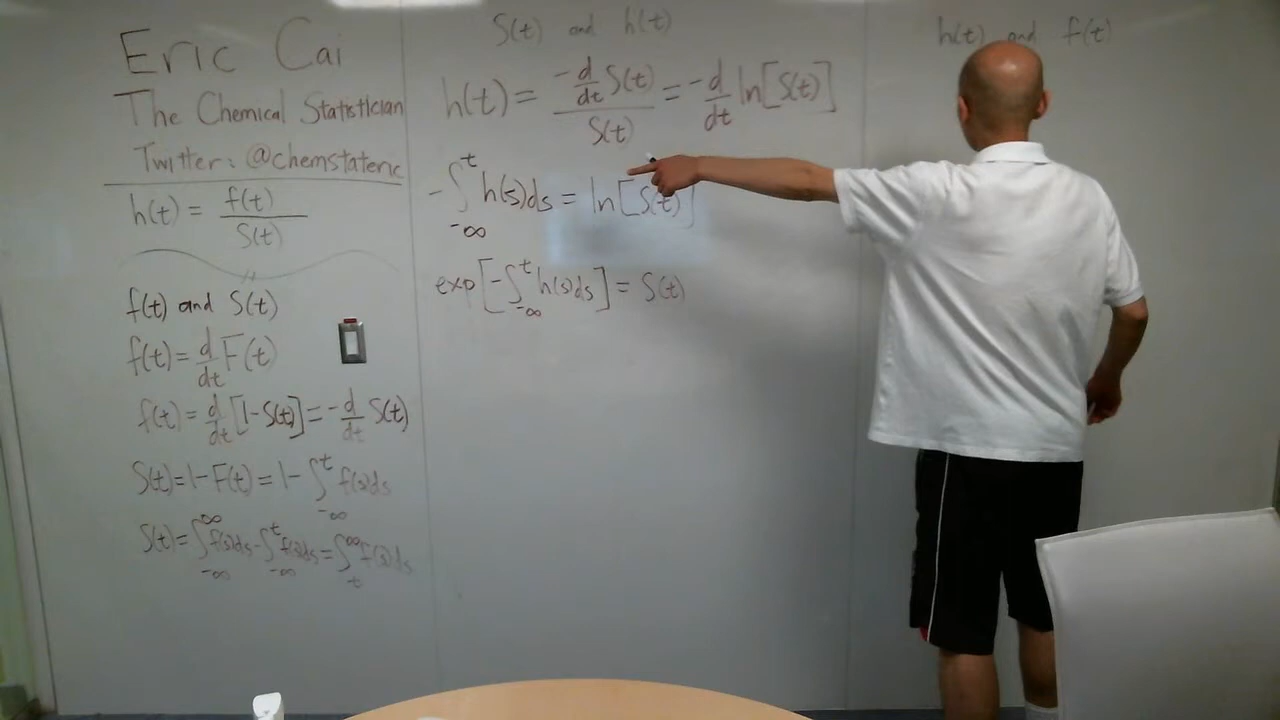 Eric Cai
The Chemical Statistician
Twitter: @chemstateric
h(t) = f(t) / S(t)
f(t) and S(t)
f(t) = d/dt F(t)
f(t) = d/dt [1-S(t)] = -d/dt S(t)
S(t) = 1-F(t) = 1-∫_{-∞}^{t} f(s)ds
S(t) = ∫_{-∞}^{∞} f(s)ds - ∫_{-∞}^{t} f(s)ds = ∫_{t}^{∞} f(s)ds
S(t) and h(t)
h(t) = (-d/dt S(t)) / S(t) = -d/dt ln[S(t)]
-∫_{-∞}^{t} h(s)ds = ln[S(t)]
exp[-∫_{-∞}^{t} h(s)ds] = S(t)
h(t) and f(t)